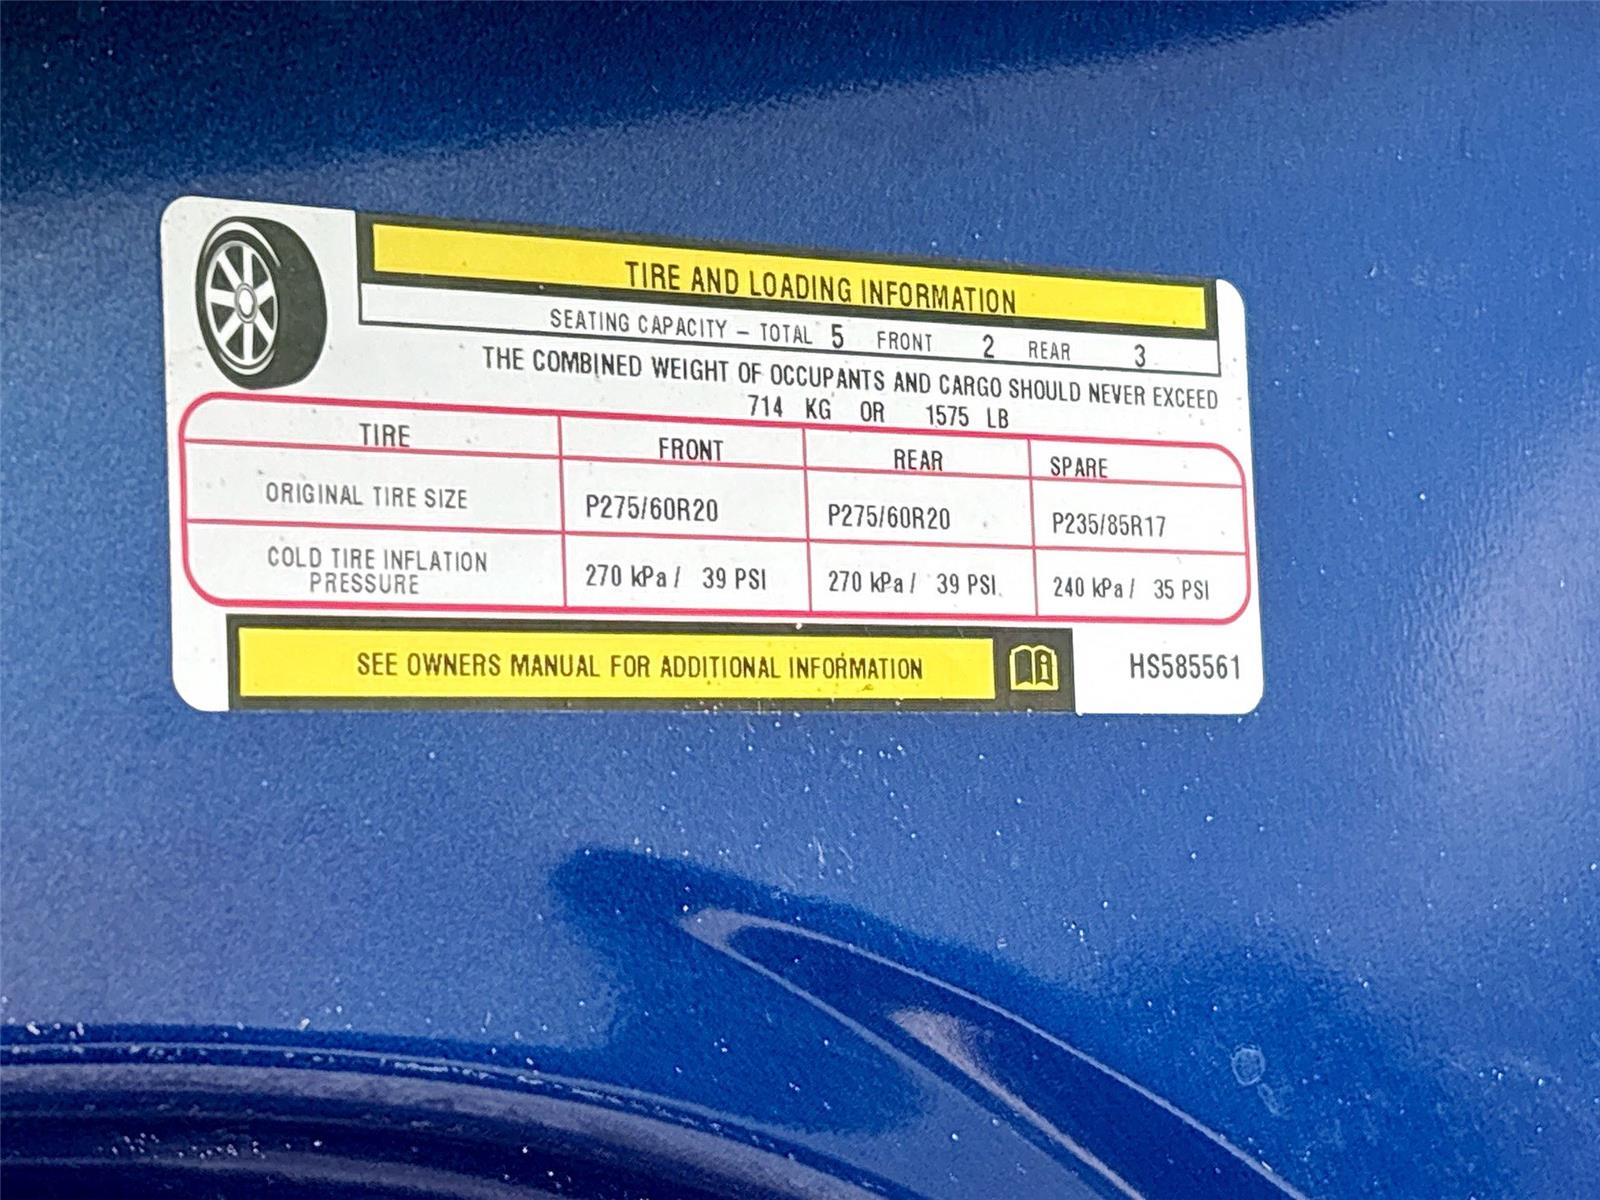 TIRE AND LOADING INFORMATION
SEATING CAPACITY – TOTAL 5 FRONT 2 REAR 3
THE COMBINED WEIGHT OF OCCUPANTS AND CARGO SHOULD NEVER EXCEED
714 KG OR 1575 LB
TIRE FRONT REAR SPARE
ORIGINAL TIRE SIZE P275/60R20 P275/60R20 P235/85R17
COLD TIRE INFLATION
PRESSURE 270 kPa / 39 PSI 270 kPa / 39 PSI 240 kPa / 35 PSI
SEE OWNERS MANUAL FOR ADDITIONAL INFORMATION
HS585561